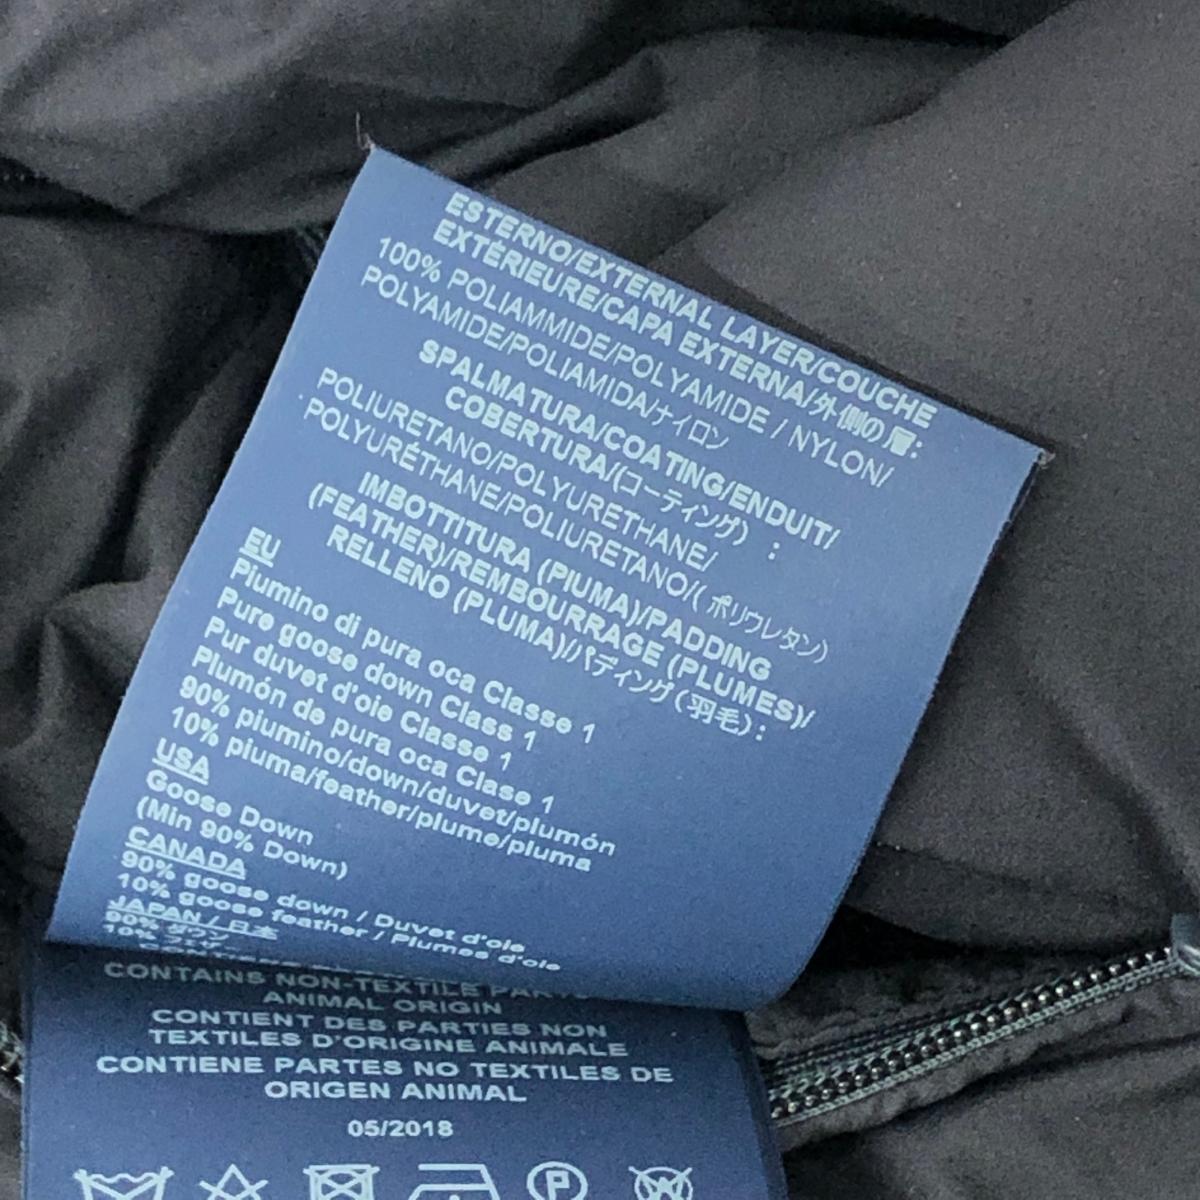 ESTERNO/EXTERNAL LAYER/COUCHE
EXTÉRIEURE/CAPA EXTERNA/外側の層:
100% POLIAMMIDE/POLYAMIDE / NYLON/
POLYAMIDE/POLIAMIDA/ナイロン
SPALMATURA/COATING/ENDUIT/
COBERTURA/(コーティング) :
POLIURETANO/POLYURETHANE/
POLYURÉTHANE/POLIURETANO/( ポリウレタン)
IMBOTTITURA (PIUMA)/PADDING
(FEATHER)/REMBOURRAGE (PLUMES)/
RELLENO (PLUMA)/パディング(羽毛):
EU
Piumino di pura oca Classe 1
Pure goose down Class 1
Pur duvet d'oie Classe 1
Plumón de pura oca Clase 1
90% piumino/down/duvet/plumón
10% piuma/feather/plume/pluma
USA
Goose Down
(Min 90% Down)
CANADA
90% goose down / Duvet d'oie
10% goose feather / Plumes d'oie
JAPAN / 日本
90% ダウン
10% フェザー
CONTAINS NON-TEXTILE PARTS
ANIMAL ORIGIN
CONTIENT DES PARTIES NON
TEXTILES D'ORIGINE ANIMALE
CONTIENE PARTES NO TEXTILES DE
ORIGEN ANIMAL
05/2018
P
W